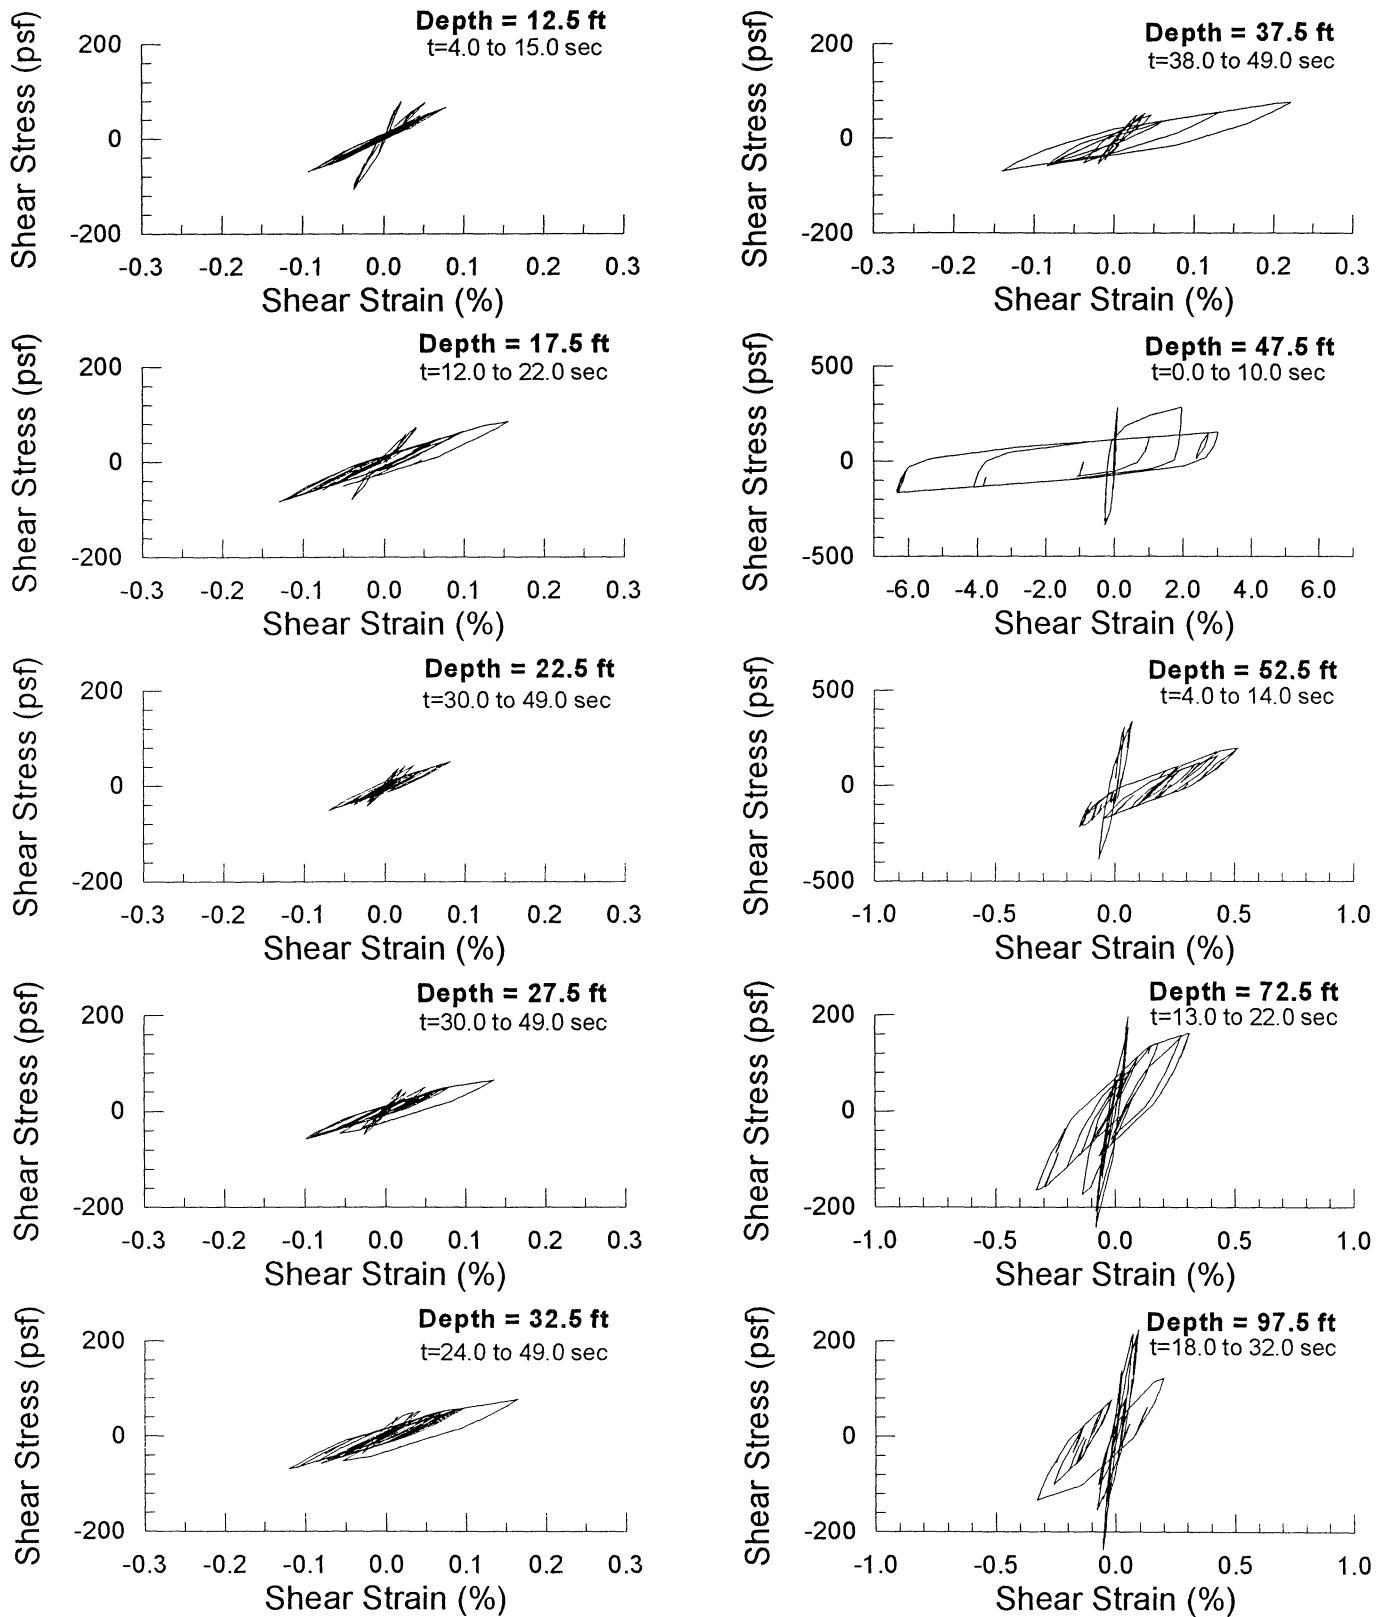 Depth = 12.5 ft
t=4.0 to 15.0 sec
Shear Stress (psf)
200
0
-200
-0.3 -0.2 -0.1 0.0 0.1 0.2 0.3
Shear Strain (%)
Depth = 17.5 ft
t=12.0 to 22.0 sec
Shear Stress (psf)
200
0
-200
-0.3 -0.2 -0.1 0.0 0.1 0.2 0.3
Shear Strain (%)
Depth = 22.5 ft
t=30.0 to 49.0 sec
Shear Stress (psf)
200
0
-200
-0.3 -0.2 -0.1 0.0 0.1 0.2 0.3
Shear Strain (%)
Depth = 27.5 ft
t=30.0 to 49.0 sec
Shear Stress (psf)
200
0
-200
-0.3 -0.2 -0.1 0.0 0.1 0.2 0.3
Shear Strain (%)
Depth = 32.5 ft
t=24.0 to 49.0 sec
Shear Stress (psf)
200
0
-200
-0.3 -0.2 -0.1 0.0 0.1 0.2 0.3
Shear Strain (%)
Depth = 37.5 ft
t=38.0 to 49.0 sec
Shear Stress (psf)
200
0
-200
-0.3 -0.2 -0.1 0.0 0.1 0.2 0.3
Shear Strain (%)
Depth = 47.5 ft
t=0.0 to 10.0 sec
Shear Stress (psf)
500
0
-500
-6.0 -4.0 -2.0 0.0 2.0 4.0 6.0
Shear Strain (%)
Depth = 52.5 ft
t=4.0 to 14.0 sec
Shear Stress (psf)
500
0
-500
-1.0 -0.5 0.0 0.5 1.0
Shear Strain (%)
Depth = 72.5 ft
t=13.0 to 22.0 sec
Shear Stress (psf)
200
0
-200
-1.0 -0.5 0.0 0.5 1.0
Shear Strain (%)
Depth = 97.5 ft
t=18.0 to 32.0 sec
Shear Stress (psf)
200
0
-200
-1.0 -0.5 0.0 0.5 1.0
Shear Strain (%)